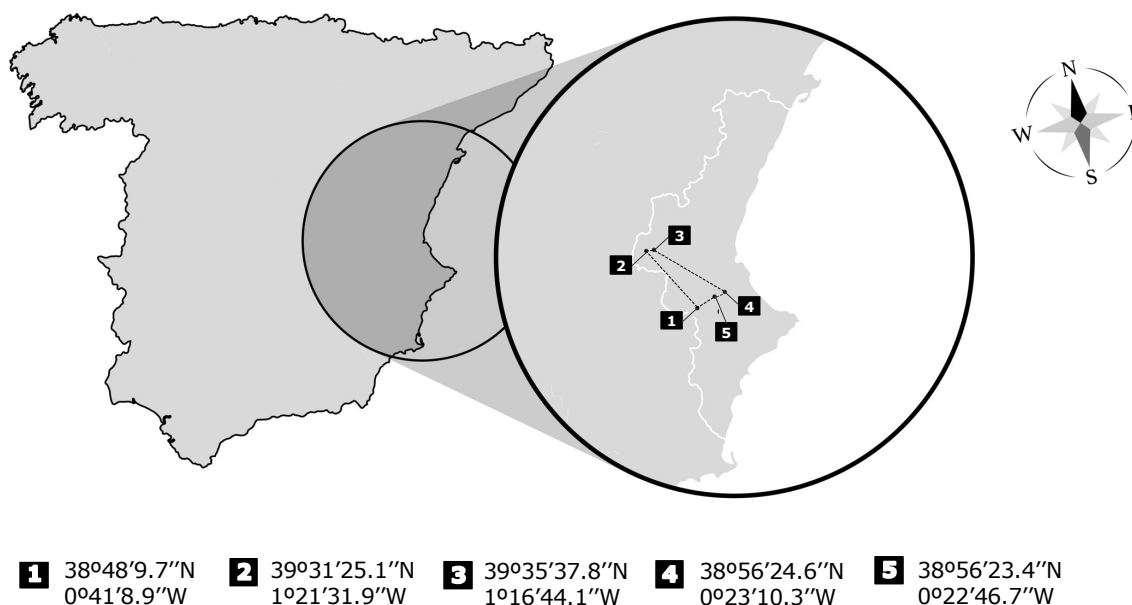 N
W
S
3
2
4
1
5
1 38º48’9.7’’N
0º41’8.9’’W
2 39º31’25.1’’N
1º21’31.9’’W
3 39º35’37.8’’N
1º16’44.1’’W
4 38º56’24.6’’N
0º23’10.3’’W
5 38º56’23.4’’N
0º22’46.7’’W